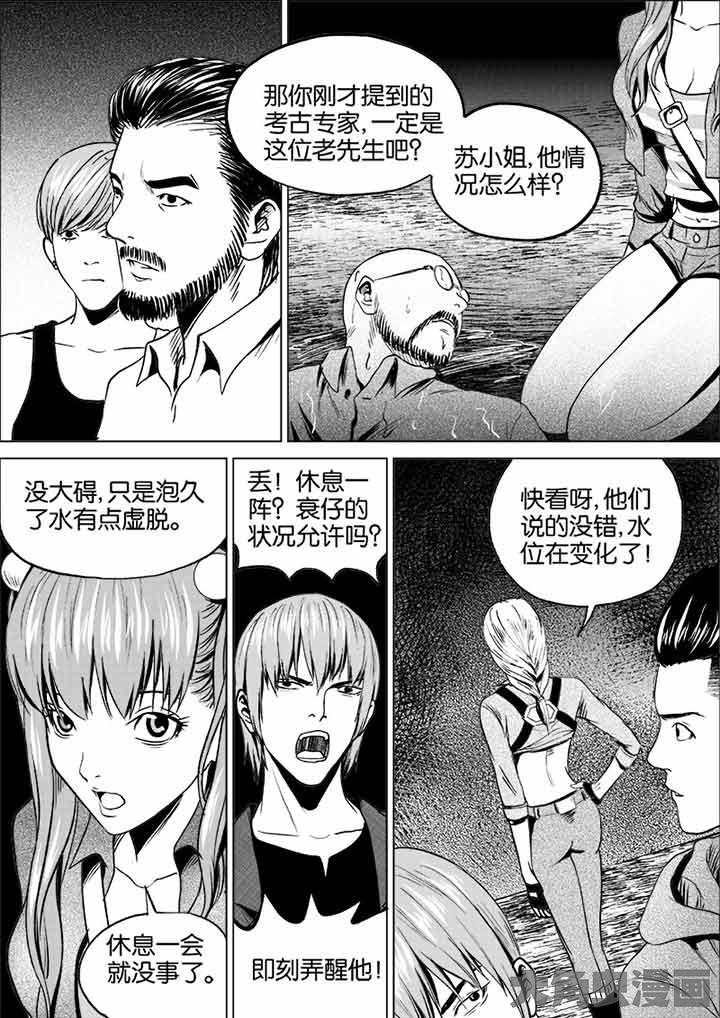 那你刚才提到的
考古专家,一定是
这位老先生吧?
苏小姐,他情
况怎么样?
没大碍,只是泡久
了水有点虚脱。
休息一会
就没事了。
丢!休息一
阵?衰仔的
状况允许吗?
即刻弄醒他!
快看呀,他们
说的没错,水
位在变化了!